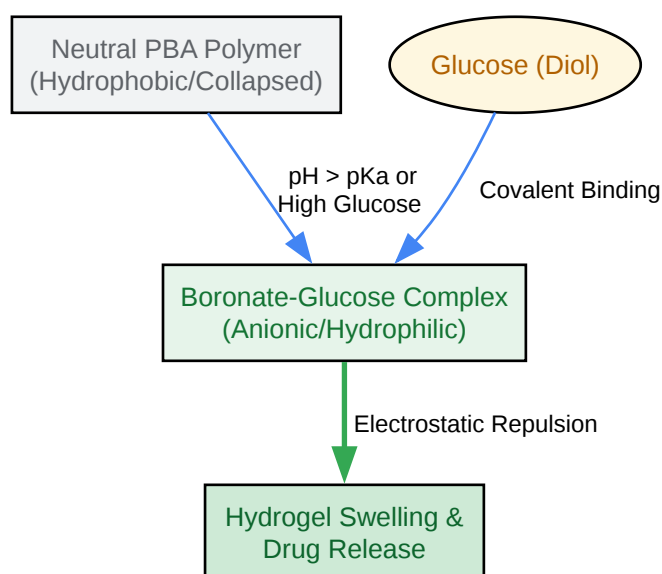 Neutral PBA Polymer
(Hydrophobic/Collapsed)
Glucose (Diol)
pH > pKa or
High Glucose
Covalent Binding
Boronate-Glucose Complex
(Anionic/Hydrophilic)
Electrostatic Repulsion
Hydrogel Swelling &
Drug Release